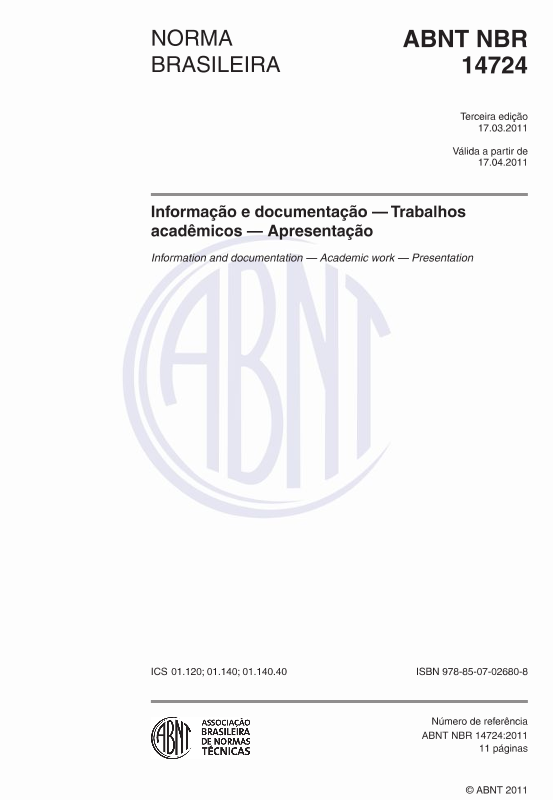 NORMA
BRASILEIRA
ABNT NBR
14724
Terceira edição
17.03.2011
Válida a partir de
17.04.2011
Informação e documentação — Trabalhos
acadêmicos — Apresentação
Information and documentation — Academic work — Presentation
ABNT
ICS 01.120; 01.140; 01.140.40
ISBN 978-85-07-02680-8
ABNT
ASSOCIAÇÃO
BRASILEIRA
DE NORMAS
TÉCNICAS
Número de referência
ABNT NBR 14724:2011
11 páginas
© ABNT 2011